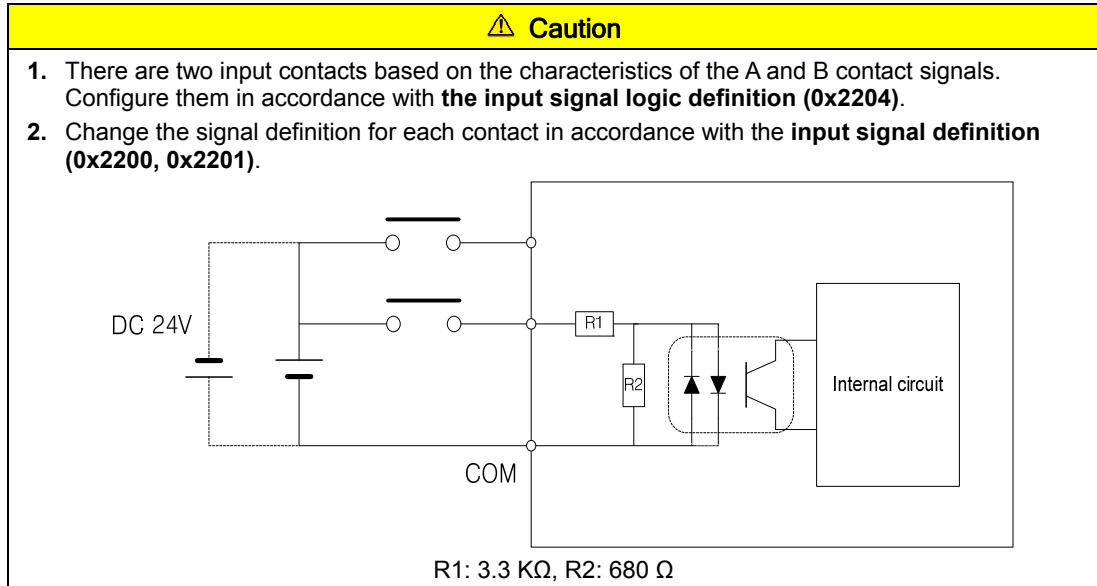 ⚠ Caution
1. There are two input contacts based on the characteristics of the A and B contact signals.
Configure them in accordance with the input signal logic definition (0x2204).
2. Change the signal definition for each contact in accordance with the input signal definition
(0x2200, 0x2201).
DC 24V
R1
R2
Internal circuit
COM
R1: 3.3 KΩ, R2: 680 Ω